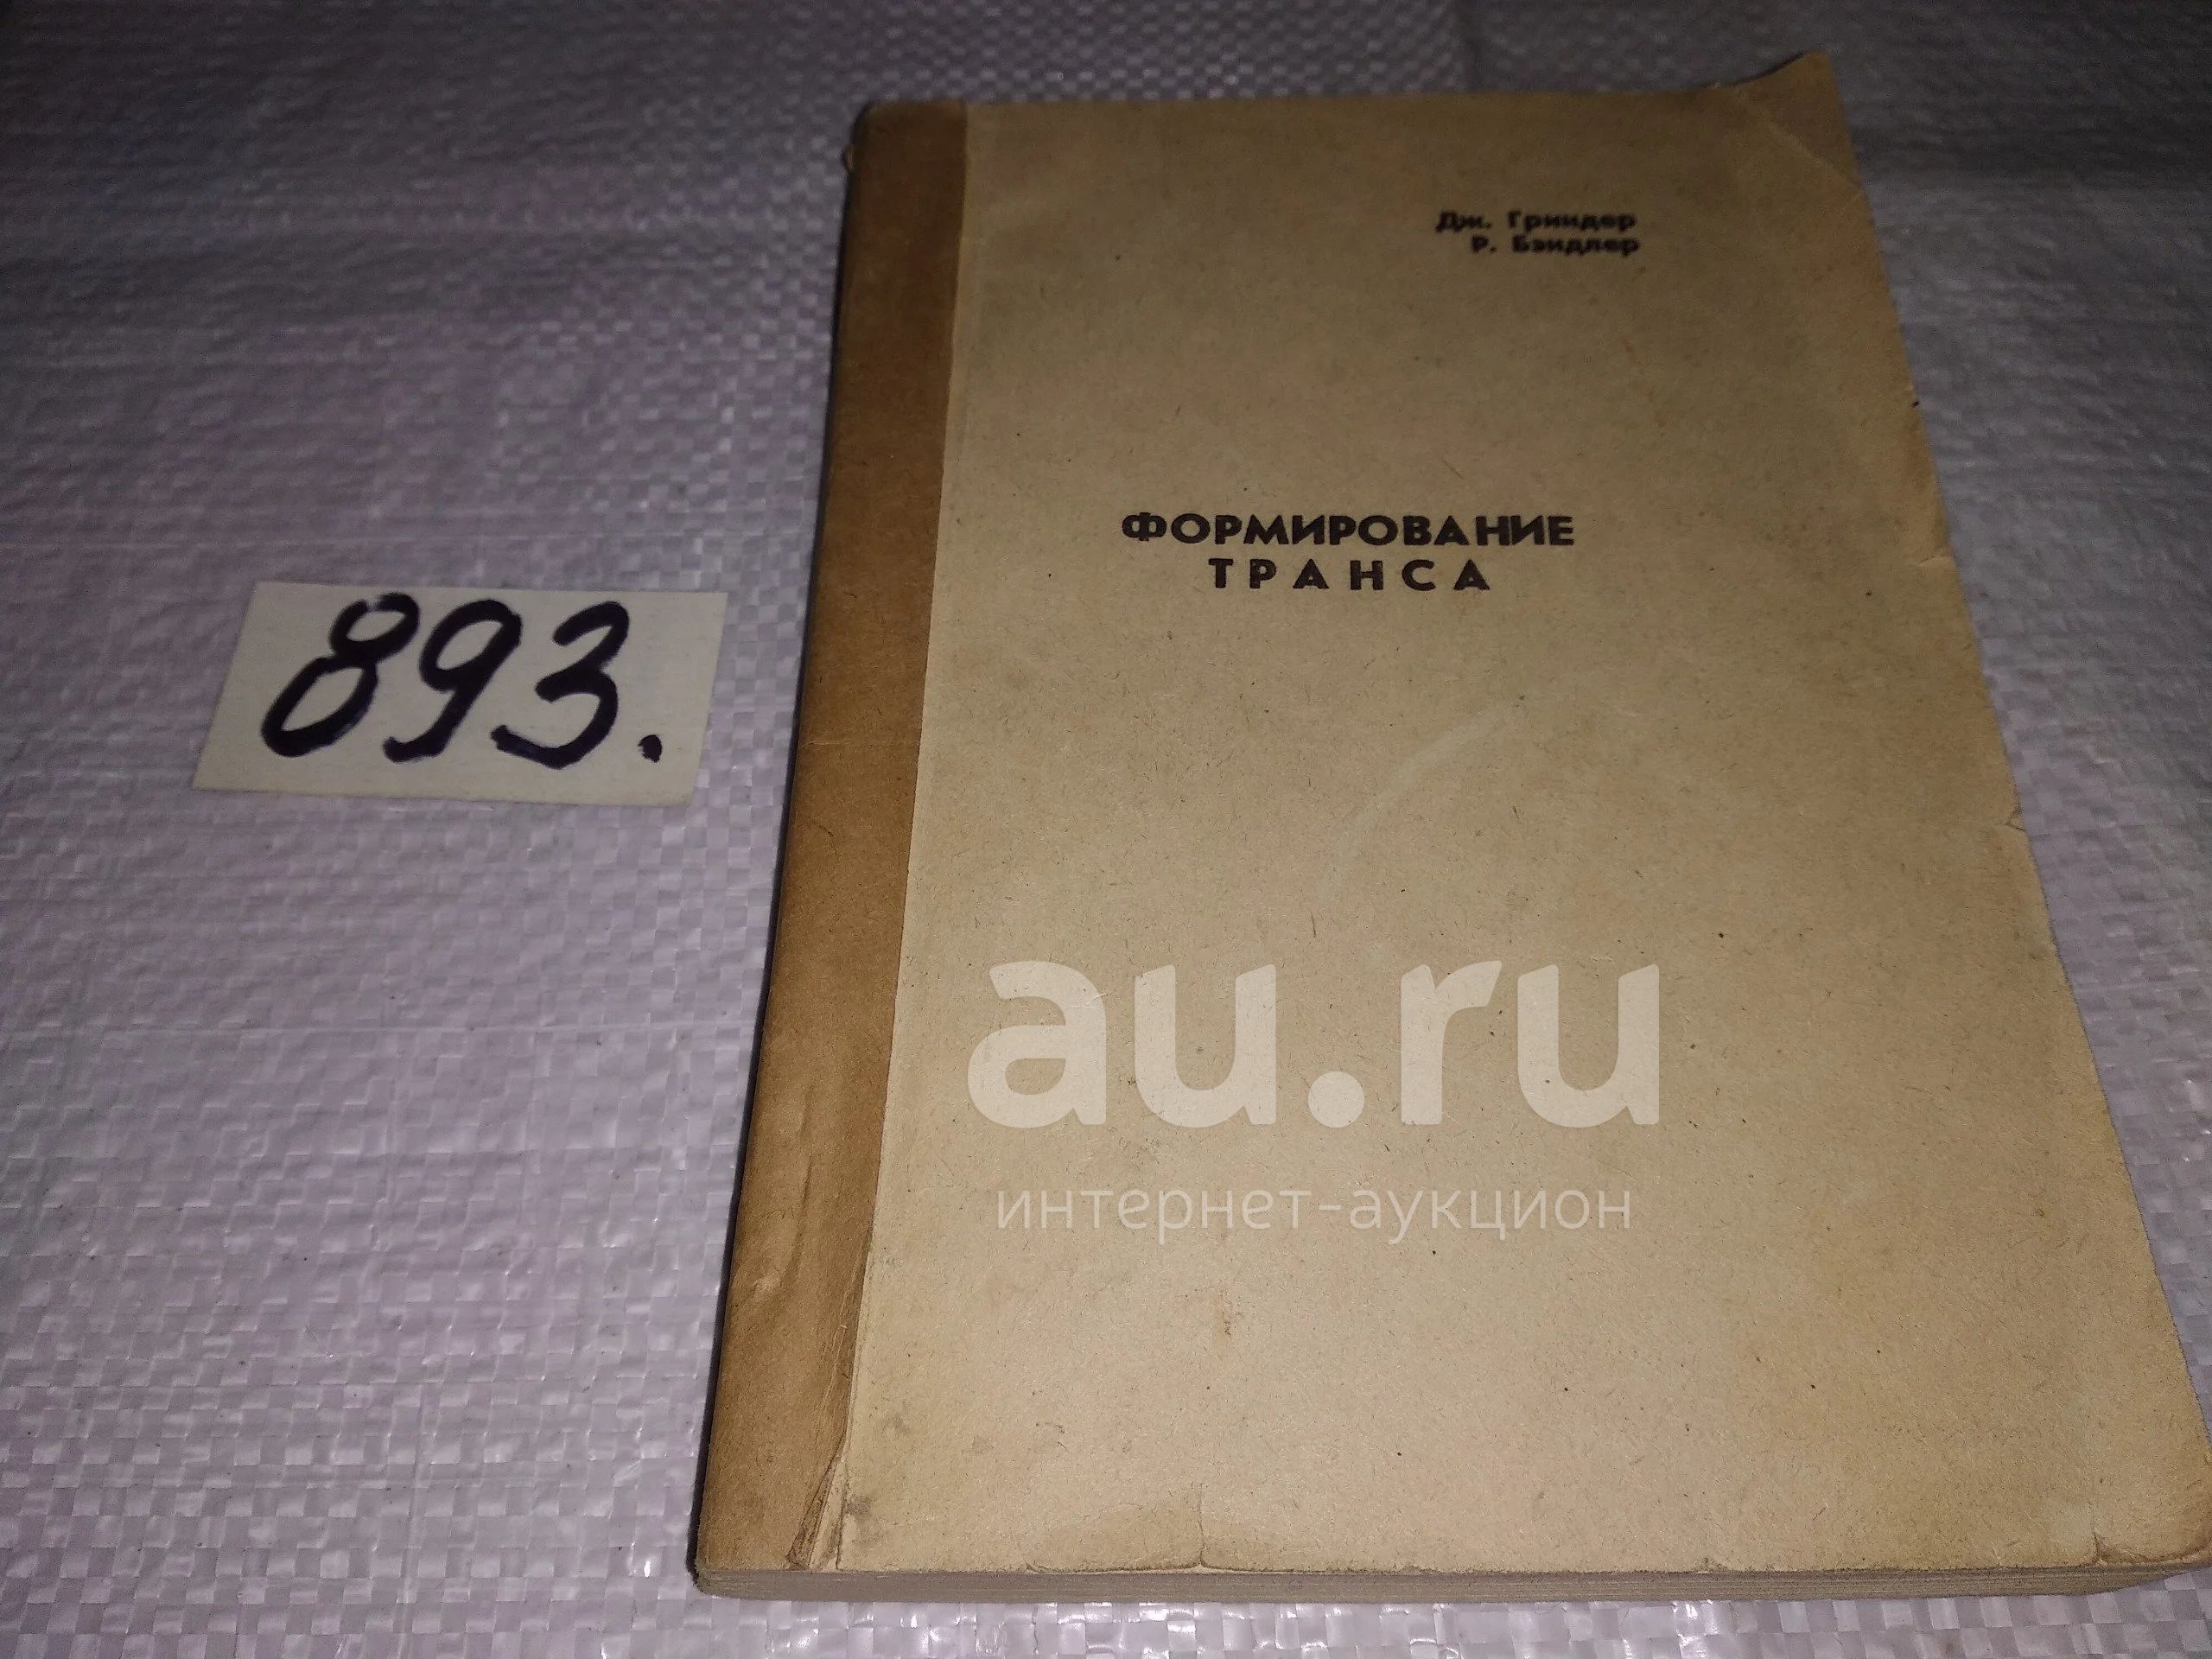 Дж. Гриндер
Р. Бэндлер
ФОРМИРОВАНИЕ
ТРАНСА
893.
au.ru
интернет-аукцион